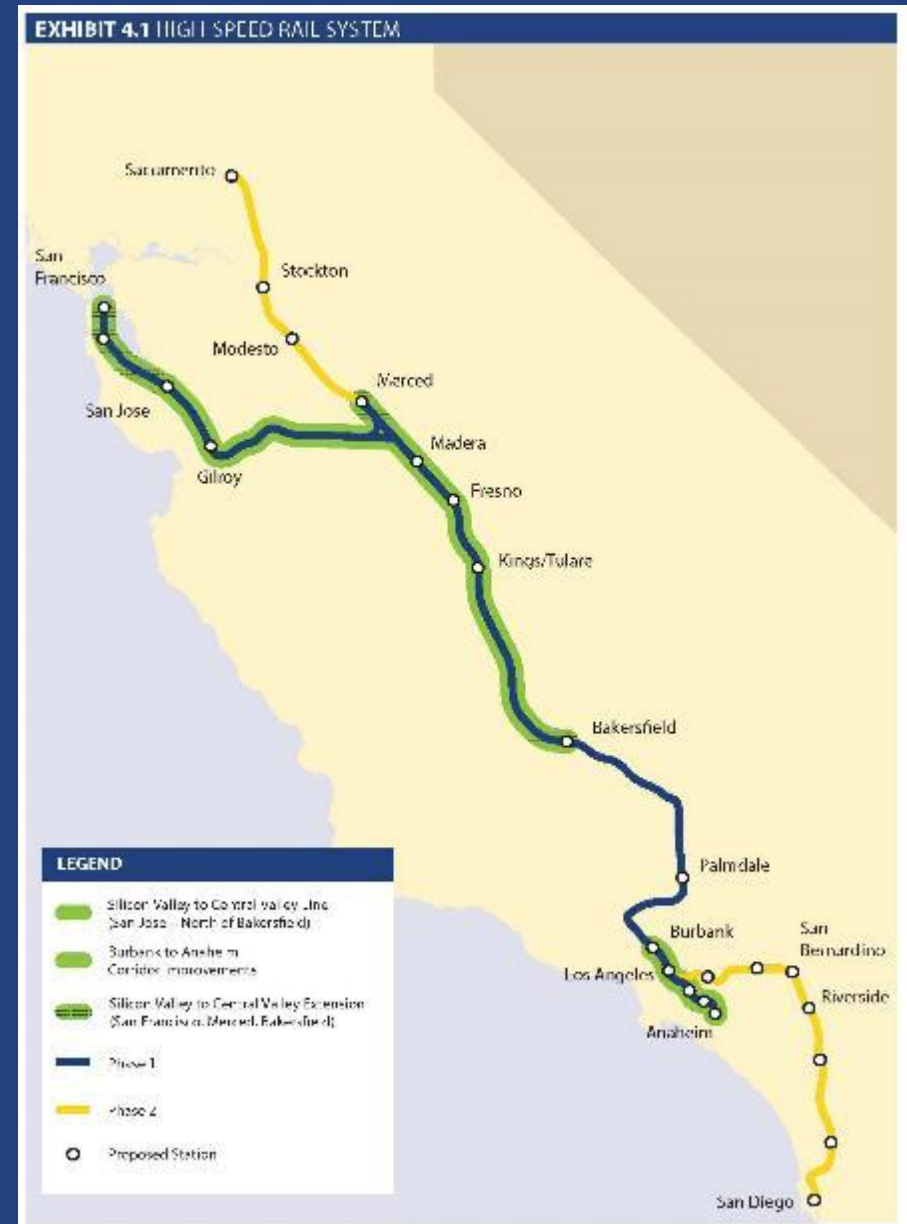 EXHIBIT 4.1 HIGH SPEED RAIL SYSTEM
Sacramento
San
Francisco
Stockton
Modesto
Merced
San Jose
Madera
Gilroy
Fresno
Kings/Tulare
Bakersfield
LEGEND
Silicon Valley to Central Valley Line
(San Jose – North of Bakersfield)
Burbank to Anaheim
Corridor Improvements
Silicon Valley to Central Valley Extension
(San Francisco, Merced, Bakersfield)
Phase 1
Phase 2
Proposed Station
Palmdale
Burbank
San
Bernardino
Los Angeles
Riverside
Anaheim
San Diego